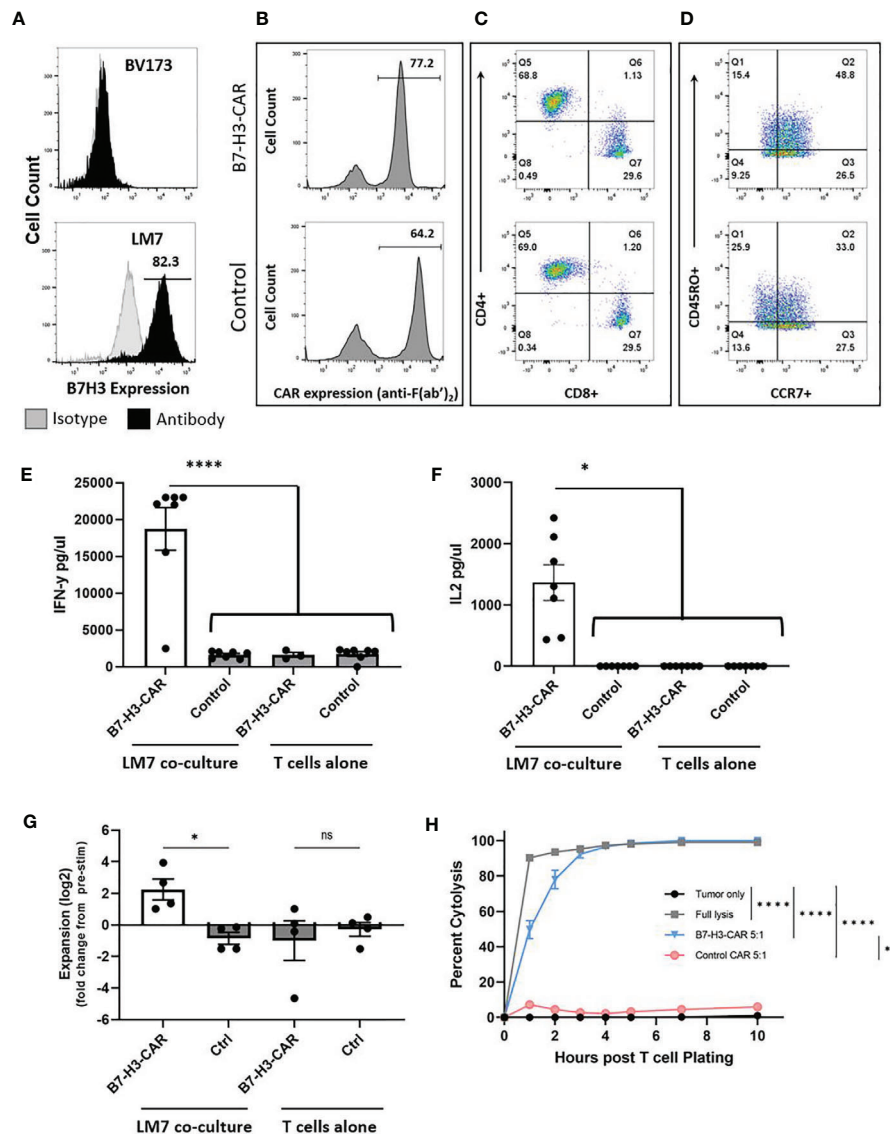 A
B
C
D
BV173
LM7
82.3
Cell Count
B7H3 Expression
Isotype
Antibody
B7-H3-CAR
Control
77.2
Cell Count
64.2
Cell Count
CAR expression (anti-F(ab')₂)
Q5
68.8
Q6
1.13
Q8
0.49
Q7
29.6
Q5
69.0
Q6
1.20
Q8
0.34
Q7
29.5
CD4+
CD8+
Q1
15.4
Q2
48.8
Q4
9.25
Q3
26.5
Q1
25.9
Q2
33.0
Q4
13.6
Q3
27.5
CD45RO+
CCR7+
E
****
IFN-y pg/ul
25000
20000
15000
10000
5000
0
B7-H3-CAR
Control
B7-H3-CAR
Control
LM7 co-culture
T cells alone
F
*
IL2 pg/ul
3000
2000
1000
0
B7-H3-CAR
Control
B7-H3-CAR
Control
LM7 co-culture
T cells alone
G
*
ns
Expansion (log2)
(fold change from pre-stim)
6
4
2
0
-2
-4
-6
B7-H3-CAR
Ctrl
B7-H3-CAR
Ctrl
LM7 co-culture
T cells alone
H
Percent Cytolysis
100
80
60
40
20
0
0
2
4
6
8
10
Hours post T cell Plating
Tumor only
Full lysis
B7-H3-CAR 5:1
Control CAR 5:1
****
****
****
*